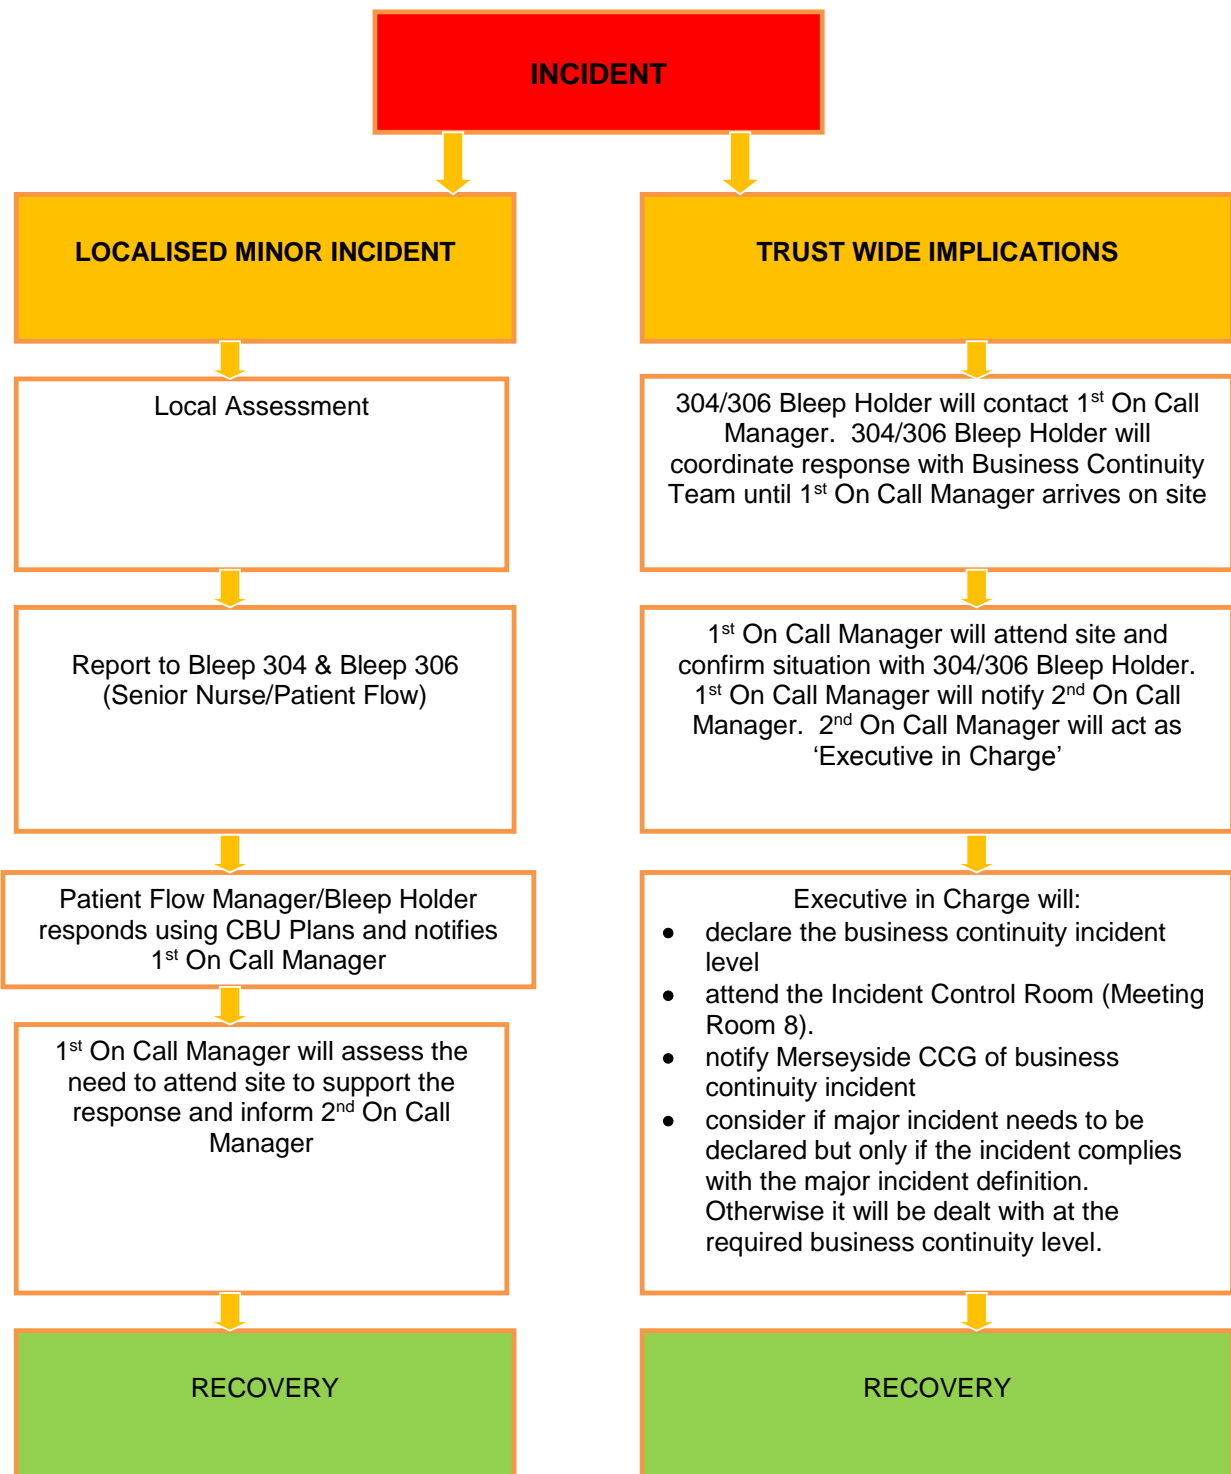 INCIDENT
LOCALISED MINOR INCIDENT
Local Assessment
Report to Bleep 304 & Bleep 306
(Senior Nurse/Patient Flow)
Patient Flow Manager/Bleep Holder
responds using CBU Plans and notifies
1st On Call Manager
1st On Call Manager will assess the
need to attend site to support the
response and inform 2nd On Call
Manager
RECOVERY
TRUST WIDE IMPLICATIONS
304/306 Bleep Holder will contact 1st On Call
Manager.  304/306 Bleep Holder will
coordinate response with Business Continuity
Team until 1st On Call Manager arrives on site
1st On Call Manager will attend site and
confirm situation with 304/306 Bleep Holder.
1st On Call Manager will notify 2nd On Call
Manager.  2nd On Call Manager will act as
‘Executive in Charge’
Executive in Charge will:
● declare the business continuity incident
level
● attend the Incident Control Room (Meeting
Room 8).
● notify Merseyside CCG of business
continuity incident
● consider if major incident needs to be
declared but only if the incident complies
with the major incident definition.
Otherwise it will be dealt with at the
required business continuity level.
RECOVERY